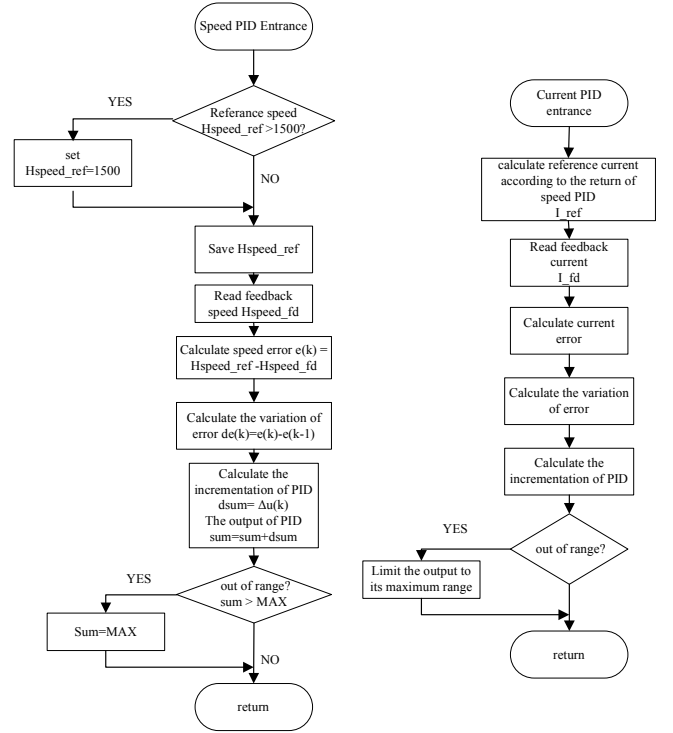 Speed PID Entrance
YES
Referance speed
Hspeed_ref >1500?
set
Hspeed_ref=1500
NO
Save Hspeed_ref
Read feedback
speed Hspeed_fd
Calculate speed error e(k) =
Hspeed_ref -Hspeed_fd
Calculate the variation of
error de(k)=e(k)-e(k-1)
Calculate the
incrementation of PID
dsum= Δu(k)
The output of PID
sum=sum+dsum
YES
out of range?
sum > MAX
Sum=MAX
NO
return
Current PID
entrance
calculate reference current
according to the return of
speed PID
I_ref
Read feedback
current
I_fd
Calculate current
error
Calculate the variation
of error
Calculate the
incrementation of PID
YES
out of range?
Limit the output to
its maximum range
return